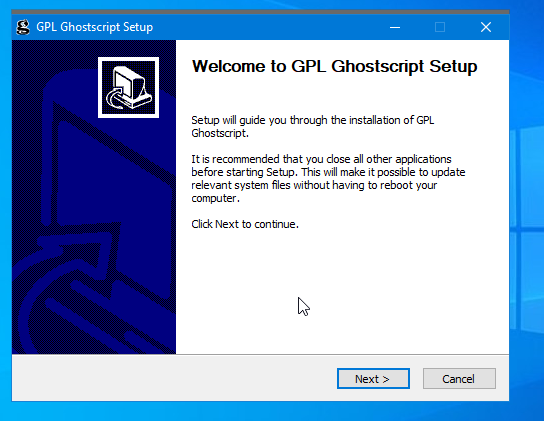 GPL Ghostscript Setup
Welcome to GPL Ghostscript Setup
Setup will guide you through the installation of GPL
Ghostscript.
It is recommended that you close all other applications
before starting Setup. This will make it possible to update
relevant system files without having to reboot your
computer.
Click Next to continue.
Next >
Cancel